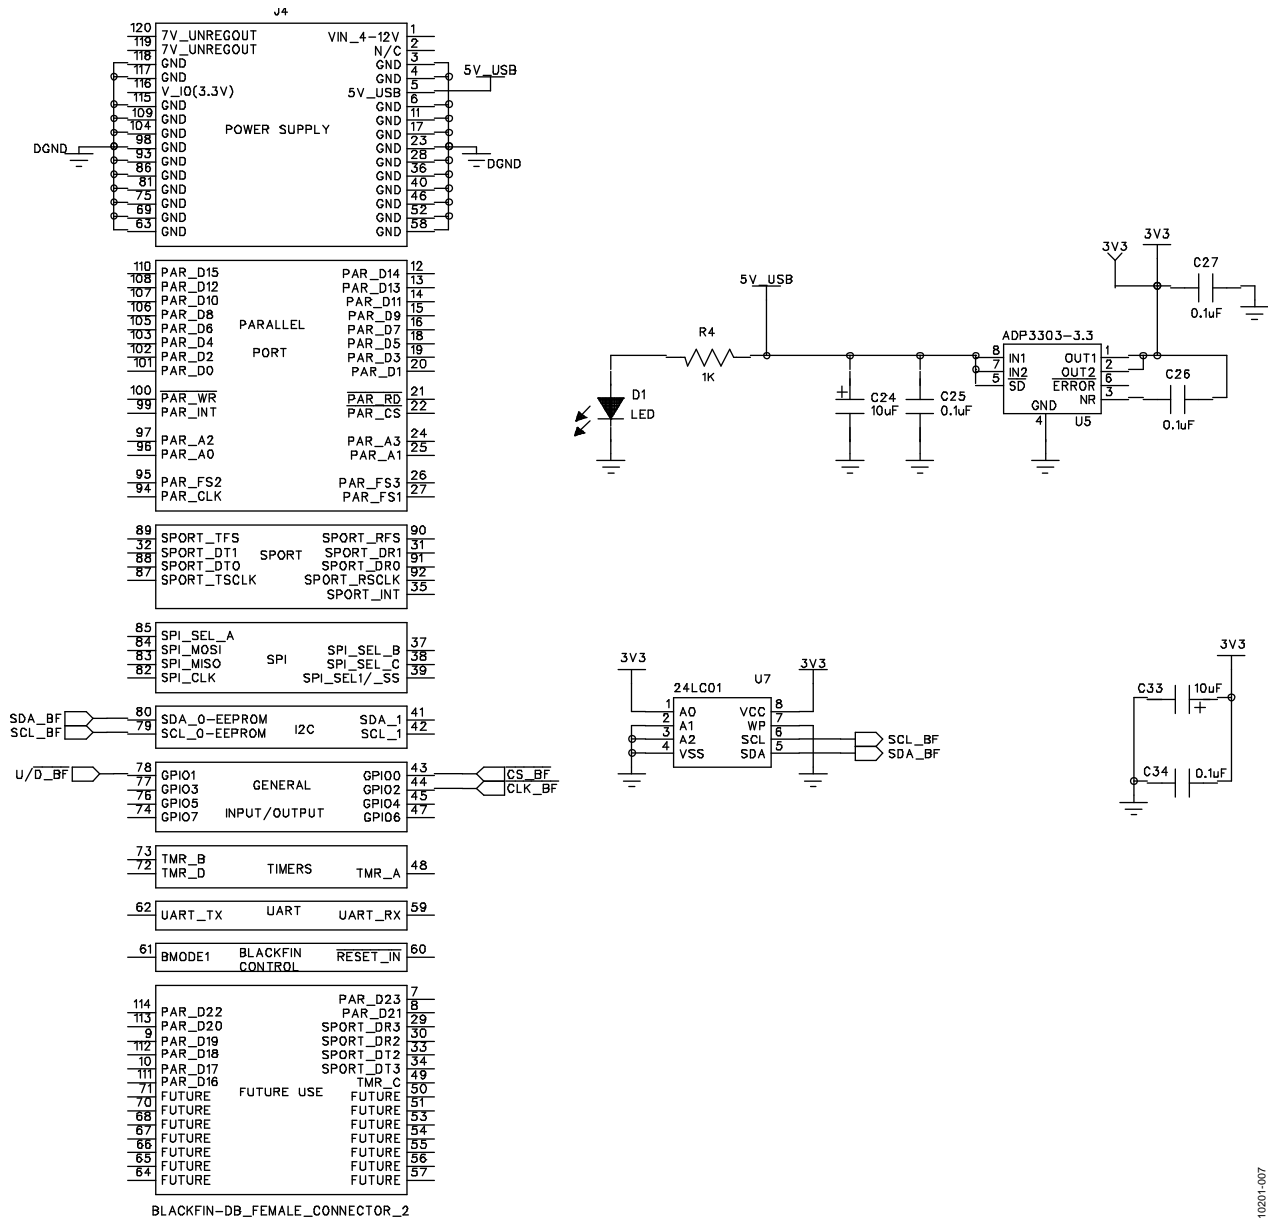 J4
120 7V_UNREGOUT VIN_4-12V 1
119 7V_UNREGOUT N/C 2
118 GND GND 3
117 GND GND 4
116 V_IO(3.3V) 5V_USB 5 5V_USB
115 GND GND 6
109 GND GND 11
104 GND POWER SUPPLY GND 17
DGND 98 GND GND 23 DGND
93 GND GND 28
86 GND GND 36
81 GND GND 40
75 GND GND 46
69 GND GND 52
63 GND GND 58
110 PAR_D15 PAR_D14 12
108 PAR_D12 PAR_D13 13
107 PAR_D10 PAR_D11 14
106 PAR_D8 PAR_D9 15
105 PAR_D6 PARALLEL PAR_D7 16
103 PAR_D4 PAR_D5 18
102 PAR_D2 PORT PAR_D3 19
101 PAR_D0 PAR_D1 20
100 PAR_WR PAR_RD 21
99 PAR_INT PAR_CS 22
97 PAR_A2 PAR_A3 24
96 PAR_A0 PAR_A1 25
95 PAR_FS2 PAR_FS3 26
94 PAR_CLK PAR_FS1 27
89 SPORT_TFS SPORT_RFS 90
32 SPORT_DT1 SPORT SPORT_DR1 31
88 SPORT_DT0 SPORT_DR0 91
87 SPORT_TSCLK SPORT_RSCLK 92
SPORT_INT 35
85 SPI_SEL_A
84 SPI_MOSI SPI_SEL_B 37
83 SPI_MISO SPI SPI_SEL_C 38
82 SPI_CLK SPI_SEL1/_SS 39
SDA_BF 80 SDA_0-EEPROM SDA_1 41
SCL_BF 79 SCL_0-EEPROM I2C SCL_1 42
U/D_BF 78 GPIO1 GPIO0 43 CS_BF
77 GPIO3 GENERAL GPIO2 44 CLK_BF
76 GPIO5 GPIO4 45
74 GPIO7 INPUT/OUTPUT GPIO6 47
73 TMR_B
72 TMR_D TIMERS TMR_A 48
62 UART_TX UART UART_RX 59
61 BMODE1 BLACKFIN CONTROL RESET_IN 60
PAR_D23 7
114 PAR_D22 PAR_D21 8
113 PAR_D20 SPORT_DR3 29
9 PAR_D19 SPORT_DR2 30
112 PAR_D18 SPORT_DT2 33
10 PAR_D17 SPORT_DT3 34
111 PAR_D16 TMR_C 49
71 FUTURE FUTURE USE FUTURE 50
70 FUTURE FUTURE 51
68 FUTURE FUTURE 53
67 FUTURE FUTURE 54
66 FUTURE FUTURE 55
65 FUTURE FUTURE 56
64 FUTURE FUTURE 57
BLACKFIN-DB_FEMALE_CONNECTOR_2
3V3 3V3
C27
0.1uF
5V_USB
R4
1K
D1
LED
C24
10uF
C25
0.1uF
ADP3303-3.3
8 IN1 OUT1 1
7 IN2 OUT2 2
5 SD ERROR 6
NR 3
GND
4 U5
C26
0.1uF
3V3 3V3
24LC01 U7
1 A0 VCC 8
2 A1 WP 7
3 A2 SCL 6 SCL_BF
4 VSS SDA 5 SDA_BF
3V3
C33 10uF
C34 0.1uF
10201-007